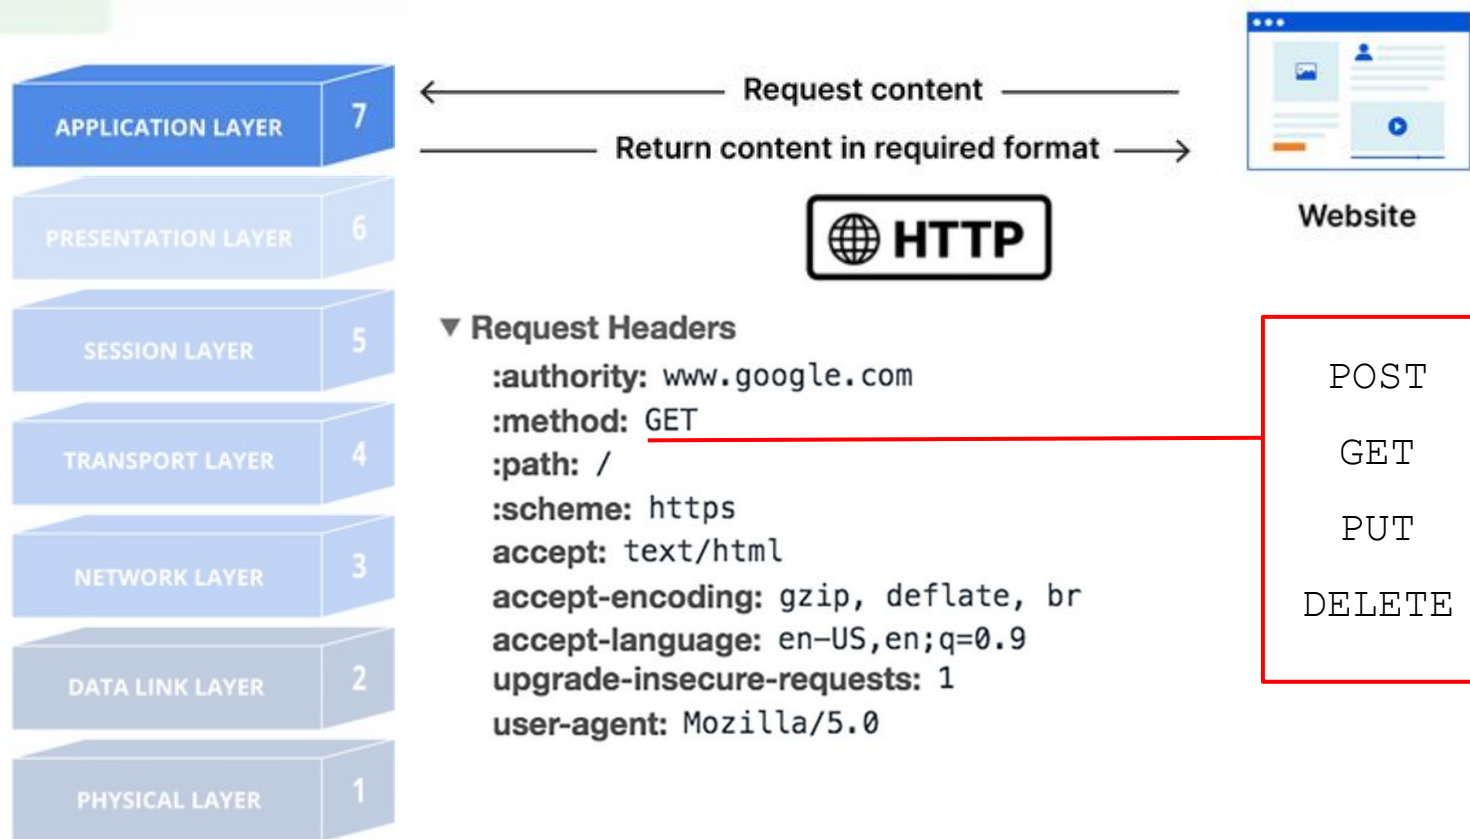 APPLICATION LAYER 7
PRESENTATION LAYER 6
SESSION LAYER 5
TRANSPORT LAYER 4
NETWORK LAYER 3
DATA LINK LAYER 2
PHYSICAL LAYER 1
Request content
Return content in required format
HTTP
Website
▼ Request Headers
:authority: www.google.com
:method: GET
:path: /
:scheme: https
accept: text/html
accept-encoding: gzip, deflate, br
accept-language: en-US,en;q=0.9
upgrade-insecure-requests: 1
user-agent: Mozilla/5.0
POST
GET
PUT
DELETE